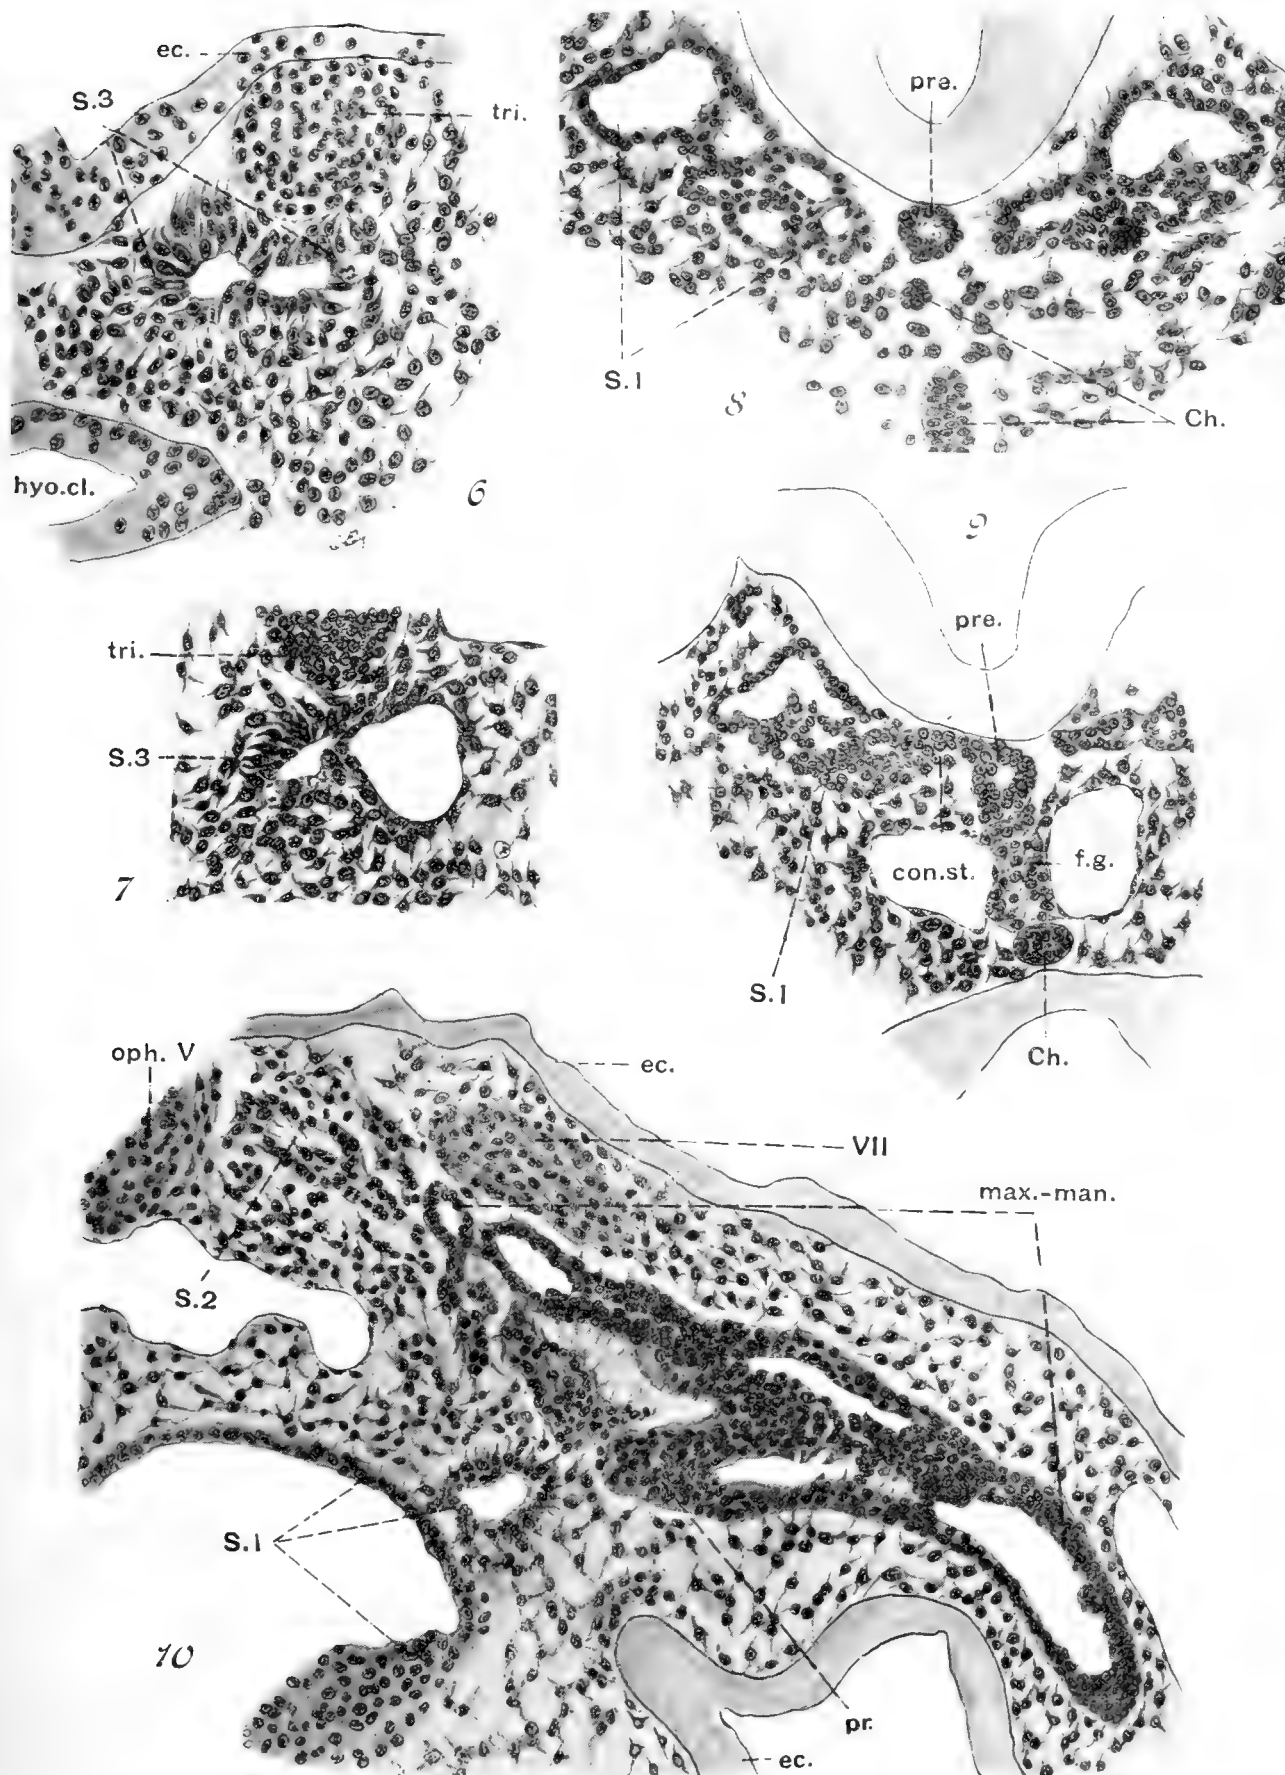 ec.
S.3
tri.
hyo.cl.
6
pre.
S.1
8
Ch.
tri.
S.3
7
9
pre.
con.st.
f.g.
S.1
Ch.
oph. V
ec.
VII
max.-man.
S.2
S.1
10
pr.
ec.